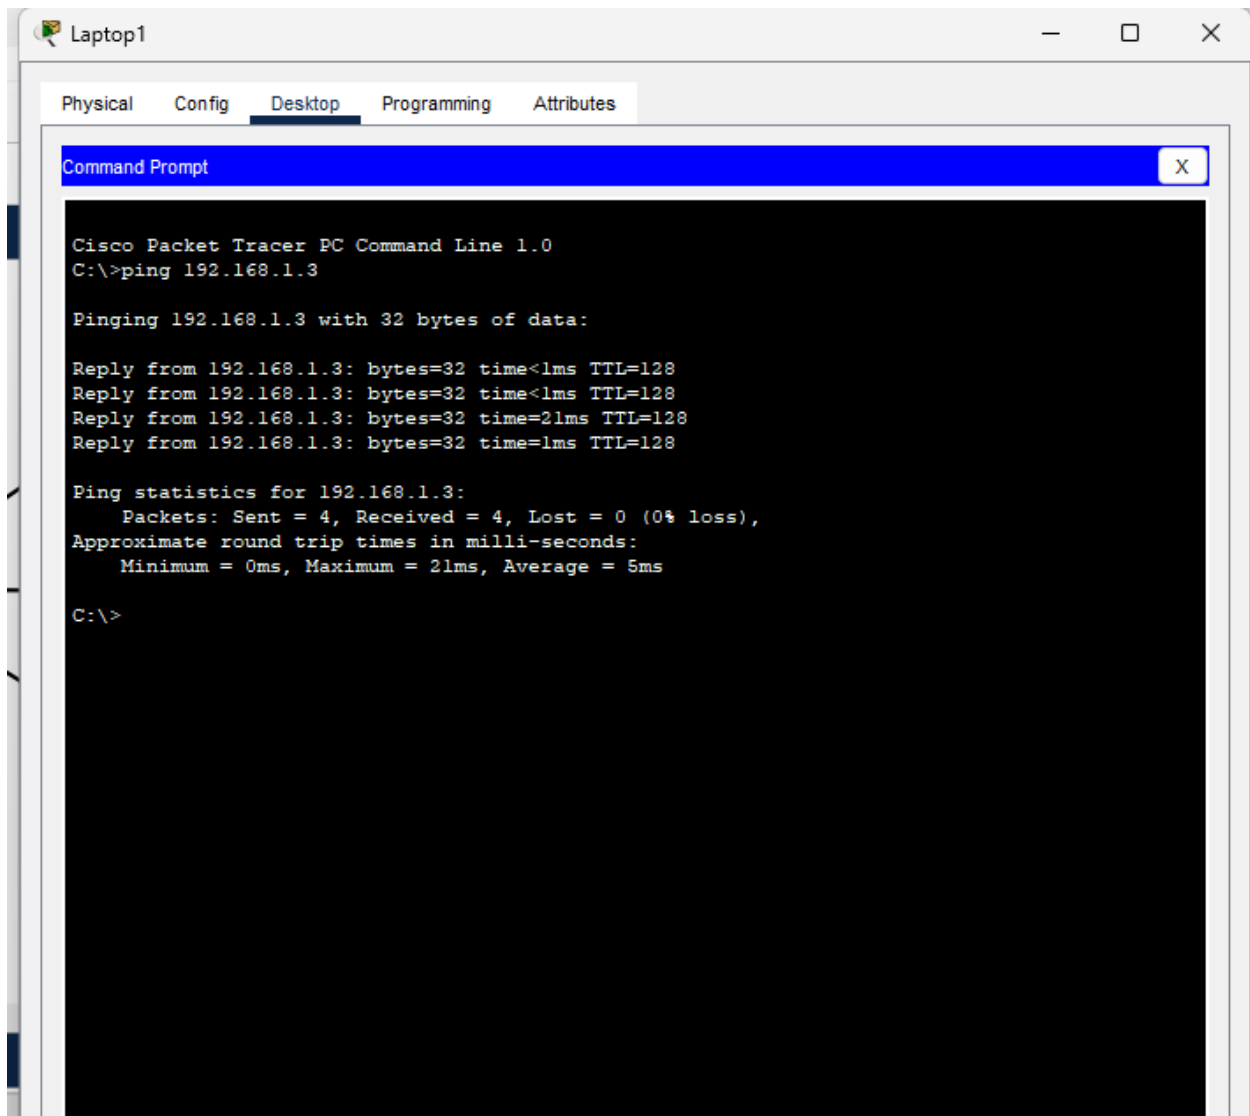 Laptop1
Physical Config Desktop Programming Attributes
Command Prompt
X
Cisco Packet Tracer PC Command Line 1.0
C:\>ping 192.168.1.3
Pinging 192.168.1.3 with 32 bytes of data:
Reply from 192.168.1.3: bytes=32 time<1ms TTL=128
Reply from 192.168.1.3: bytes=32 time<1ms TTL=128
Reply from 192.168.1.3: bytes=32 time=21ms TTL=128
Reply from 192.168.1.3: bytes=32 time=1ms TTL=128
Ping statistics for 192.168.1.3:
    Packets: Sent = 4, Received = 4, Lost = 0 (0% loss),
Approximate round trip times in milli-seconds:
    Minimum = 0ms, Maximum = 21ms, Average = 5ms
C:\>